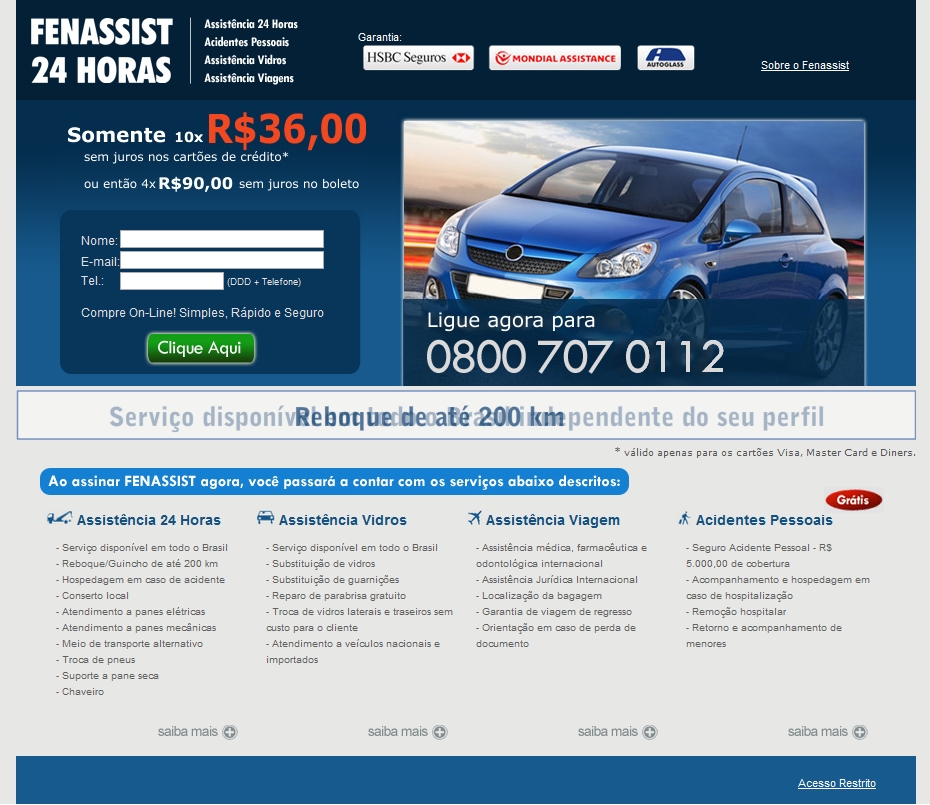 FENASSIST
24 HORAS
Assistência 24 Horas
Acidentes Pessoais
Assistência Vidros
Assistência Viagens
Garantia:
HSBC Seguros
MONDIAL ASSISTANCE
AUTOGLASS
Sobre o Fenassist
Somente 10x R$36,00
sem juros nos cartões de crédito*
ou então 4x R$90,00 sem juros no boleto
Nome:
E-mail:
Tel.: (DDD + Telefone)
Compre On-Line! Simples, Rápido e Seguro
Clique Aqui
Ligue agora para
0800 707 0112
Serviço disponível em todo o Brasil independente do seu perfil
Reboque de até 200 km
* válido apenas para os cartões Visa, Master Card e Diners.
Ao assinar FENASSIST agora, você passará a contar com os serviços abaixo descritos:
Assistência 24 Horas
- Serviço disponível em todo o Brasil
- Reboque/Guincho de até 200 km
- Hospedagem em caso de acidente
- Conserto local
- Atendimento a panes elétricas
- Atendimento a panes mecânicas
- Meio de transporte alternativo
- Troca de pneus
- Suporte a pane seca
- Chaveiro
saiba mais
Assistência Vidros
- Serviço disponível em todo o Brasil
- Substituição de vidros
- Substituição de guarnições
- Reparo de parabrisa gratuito
- Troca de vidros laterais e traseiros sem
custo para o cliente
- Atendimento a veículos nacionais e
importados
saiba mais
Assistência Viagem
- Assistência médica, farmacêutica e
odontológica internacional
- Assistência Jurídica Internacional
- Localização da bagagem
- Garantia de viagem de regresso
- Orientação em caso de perda de
documento
saiba mais
Grátis
Acidentes Pessoais
- Seguro Acidente Pessoal - R$
5.000,00 de cobertura
- Acompanhamento e hospedagem em
caso de hospitalização
- Remoção hospitalar
- Retorno e acompanhamento de
menores
saiba mais
Acesso Restrito